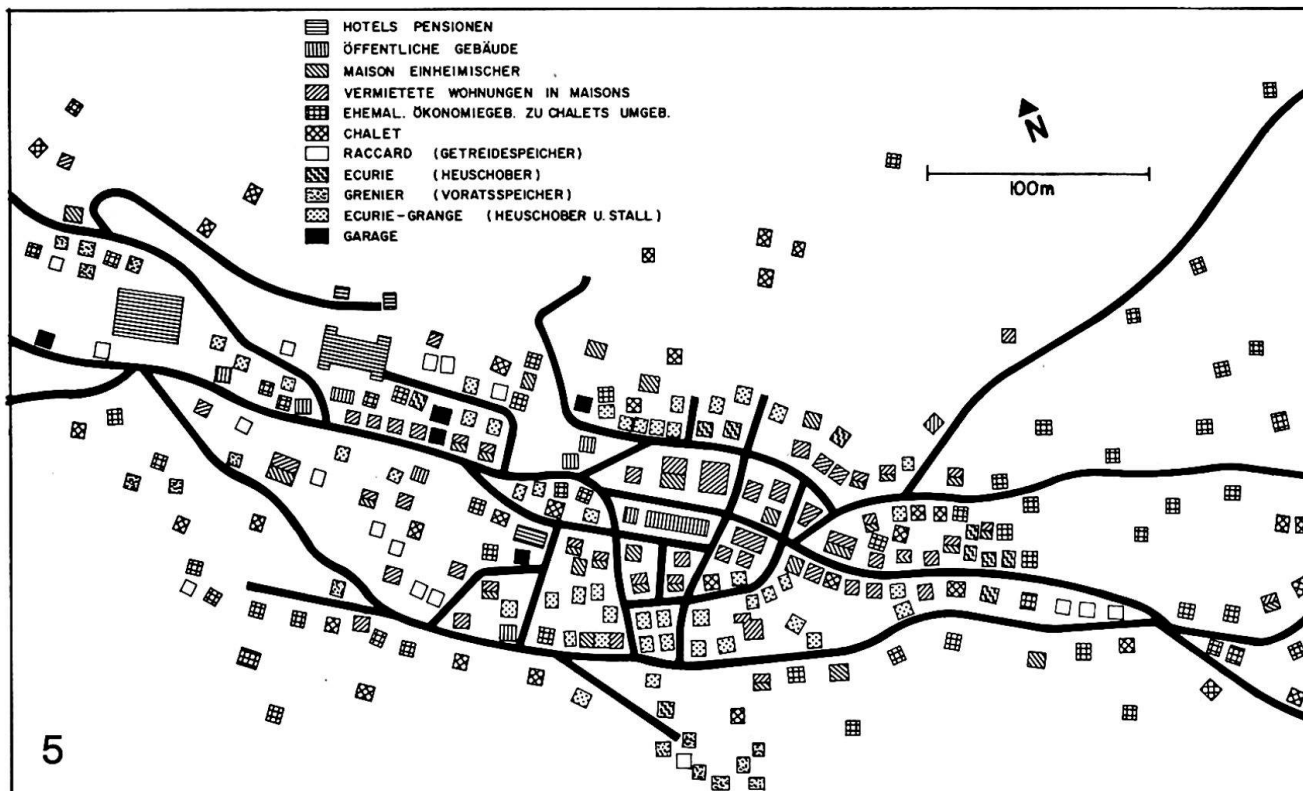 HOTELS PENSIONEN
ÖFFENTLICHE GEBÄUDE
MAISON EINHEIMISCHER
VERMIETETE WOHNUNGEN IN MAISONS
EHEMAL. ÖKONOMIEGEB. ZU CHALETS UMGEB.
CHALET
RACCARD (GETREIDESPEICHER)
ECURIE (HEUSCHOBER)
GRENIER (VORATSSPEICHER)
ECURIE-GRANGE (HEUSCHOBER U. STALL)
GARAGE
N
100m
5